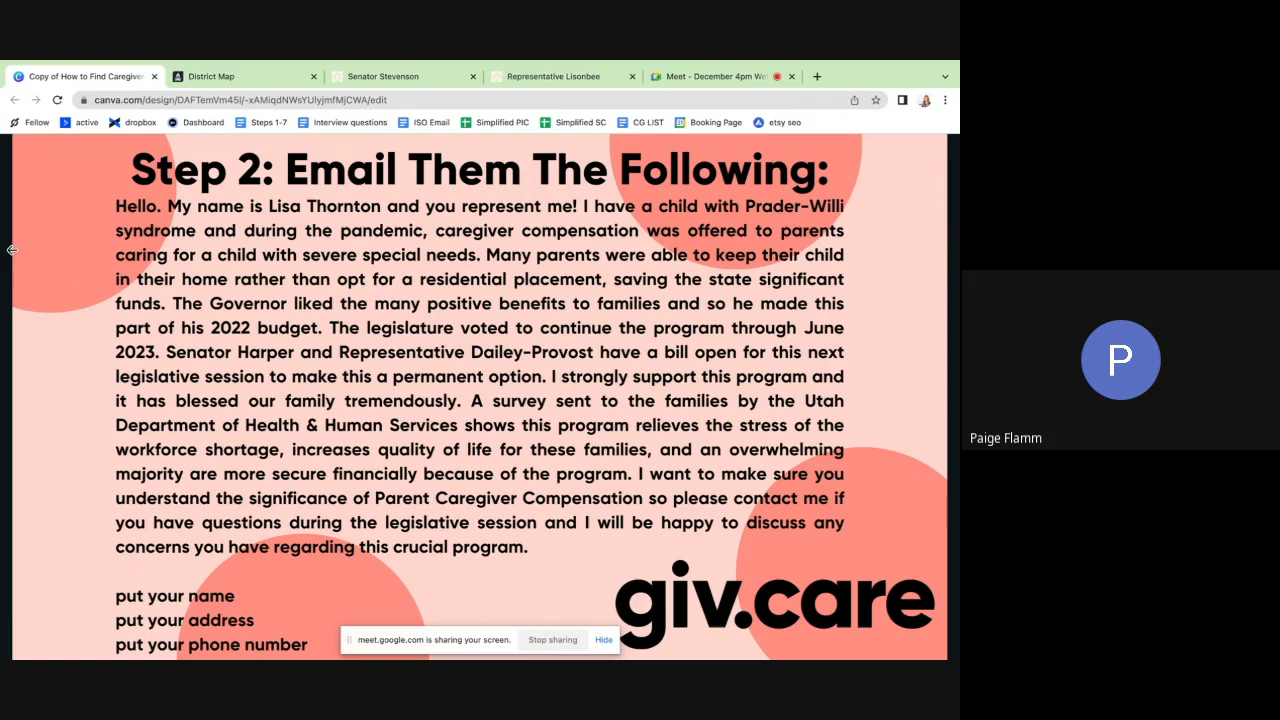 Copy of How to Find Caregiver
District Map
Senator Stevenson
Representative Lisonbee
Meet - December 4pm We
canva.com/design/DAFTemVm45I/-xAMiqdNWsYUIyjmfMjCWA/edit
Fellow
active
dropbox
Dashboard
Steps 1-7
Interview questions
ISO Email
Simplified PIC
Simplified SC
CG LIST
Booking Page
etsy seo
Step 2: Email Them The Following:
Hello. My name is Lisa Thornton and you represent me! I have a child with Prader-Willi
syndrome and during the pandemic, caregiver compensation was offered to parents
caring for a child with severe special needs. Many parents were able to keep their child
in their home rather than opt for a residential placement, saving the state significant
funds. The Governor liked the many positive benefits to families and so he made this
part of his 2022 budget. The legislature voted to continue the program through June
2023. Senator Harper and Representative Dailey-Provost have a bill open for this next
legislative session to make this a permanent option. I strongly support this program and
it has blessed our family tremendously. A survey sent to the families by the Utah
Department of Health & Human Services shows this program relieves the stress of the
workforce shortage, increases quality of life for these families, and an overwhelming
majority are more secure financially because of the program. I want to make sure you
understand the significance of Parent Caregiver Compensation so please contact me if
you have questions during the legislative session and I will be happy to discuss any
concerns you have regarding this crucial program.
put your name
put your address
put your phone number
giv.care
meet.google.com is sharing your screen.
Stop sharing
Hide
P
Paige Flamm